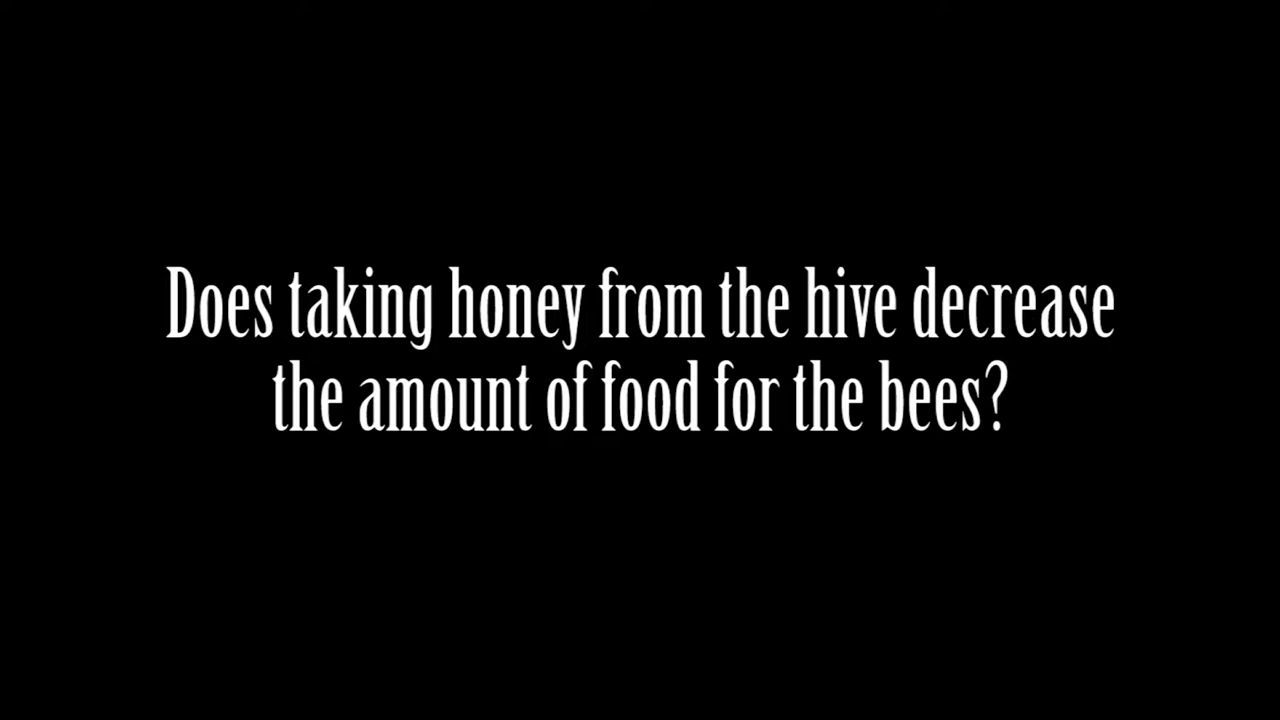 Does taking honey from the hive decrease
the amount of food for the bees?